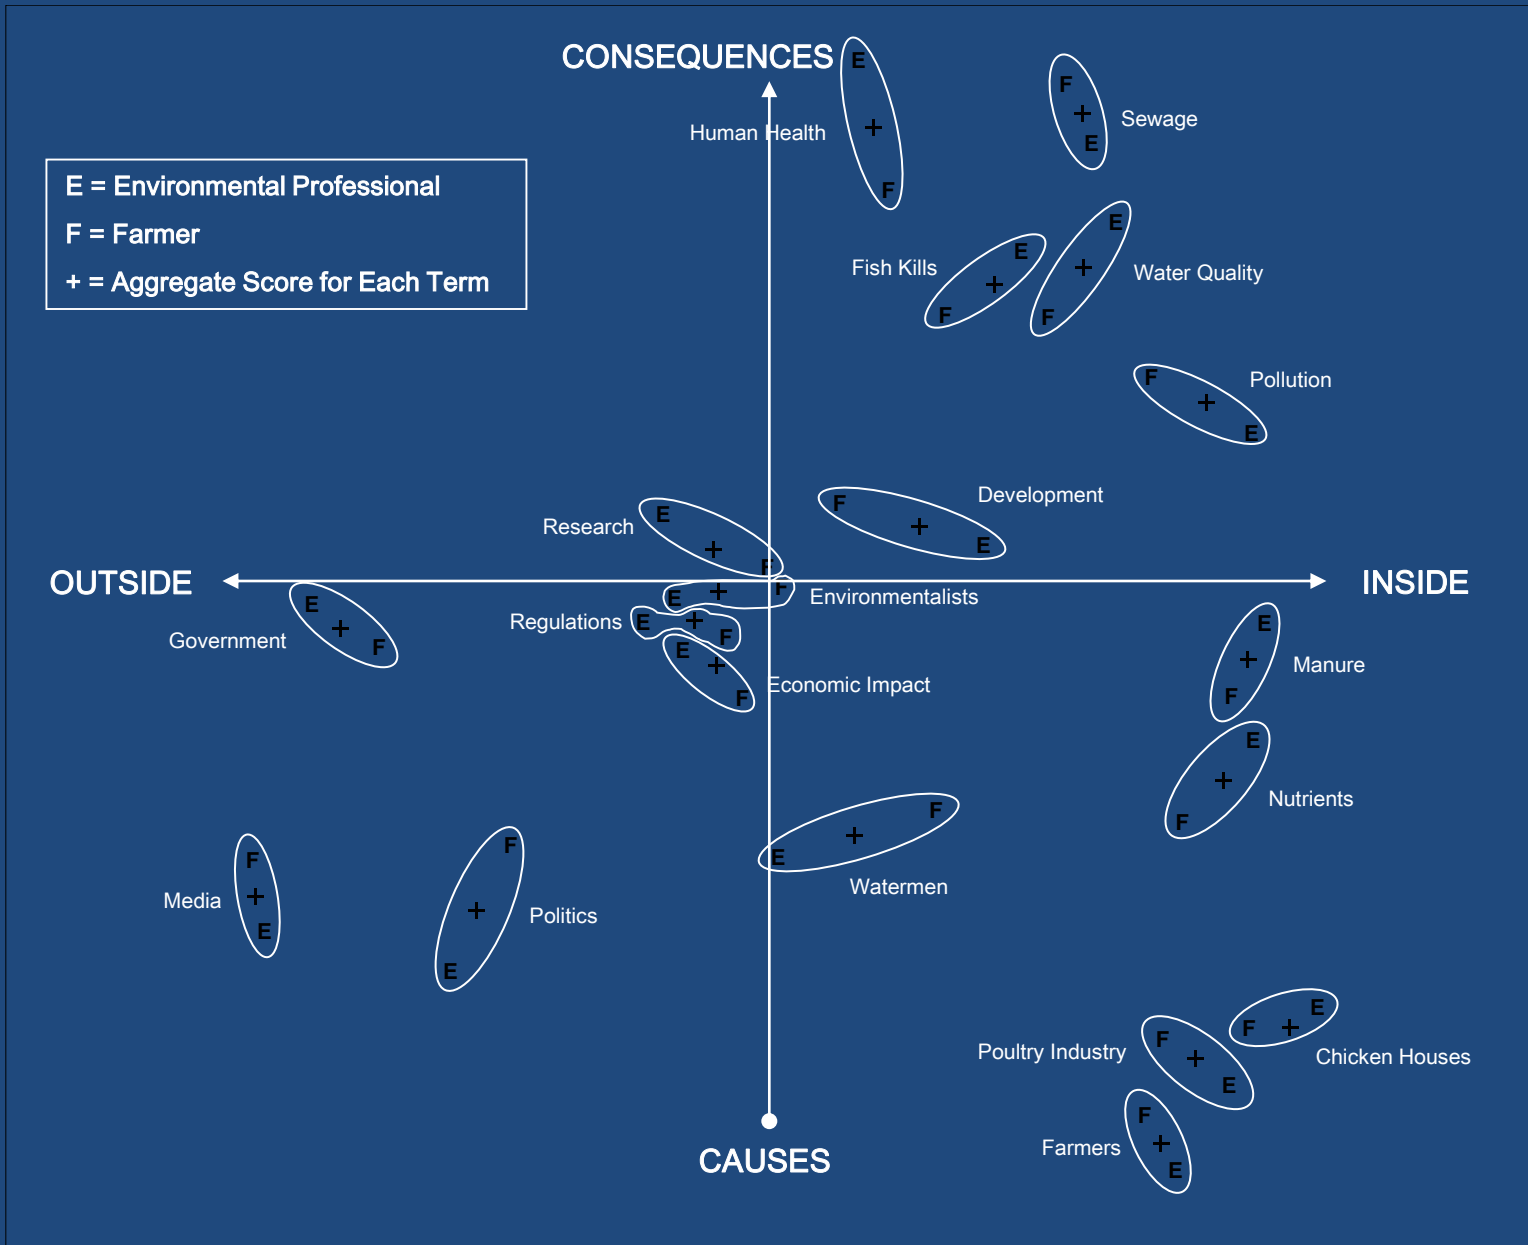 CONSEQUENCES
E
F
Human Health
F
E
Sewage
E = Environmental Professional
F = Farmer
+ = Aggregate Score for Each Term
E
F
Fish Kills
E
F
Water Quality
F
E
Pollution
F
E
Development
E
F
Research
OUTSIDE
INSIDE
E
F
Environmentalists
E
F
Regulations
E
F
Government
E
F
Economic Impact
E
F
Manure
E
F
Nutrients
F
E
Watermen
F
E
Media
F
E
Politics
E
F
Chicken Houses
F
E
Poultry Industry
F
E
Farmers
CAUSES